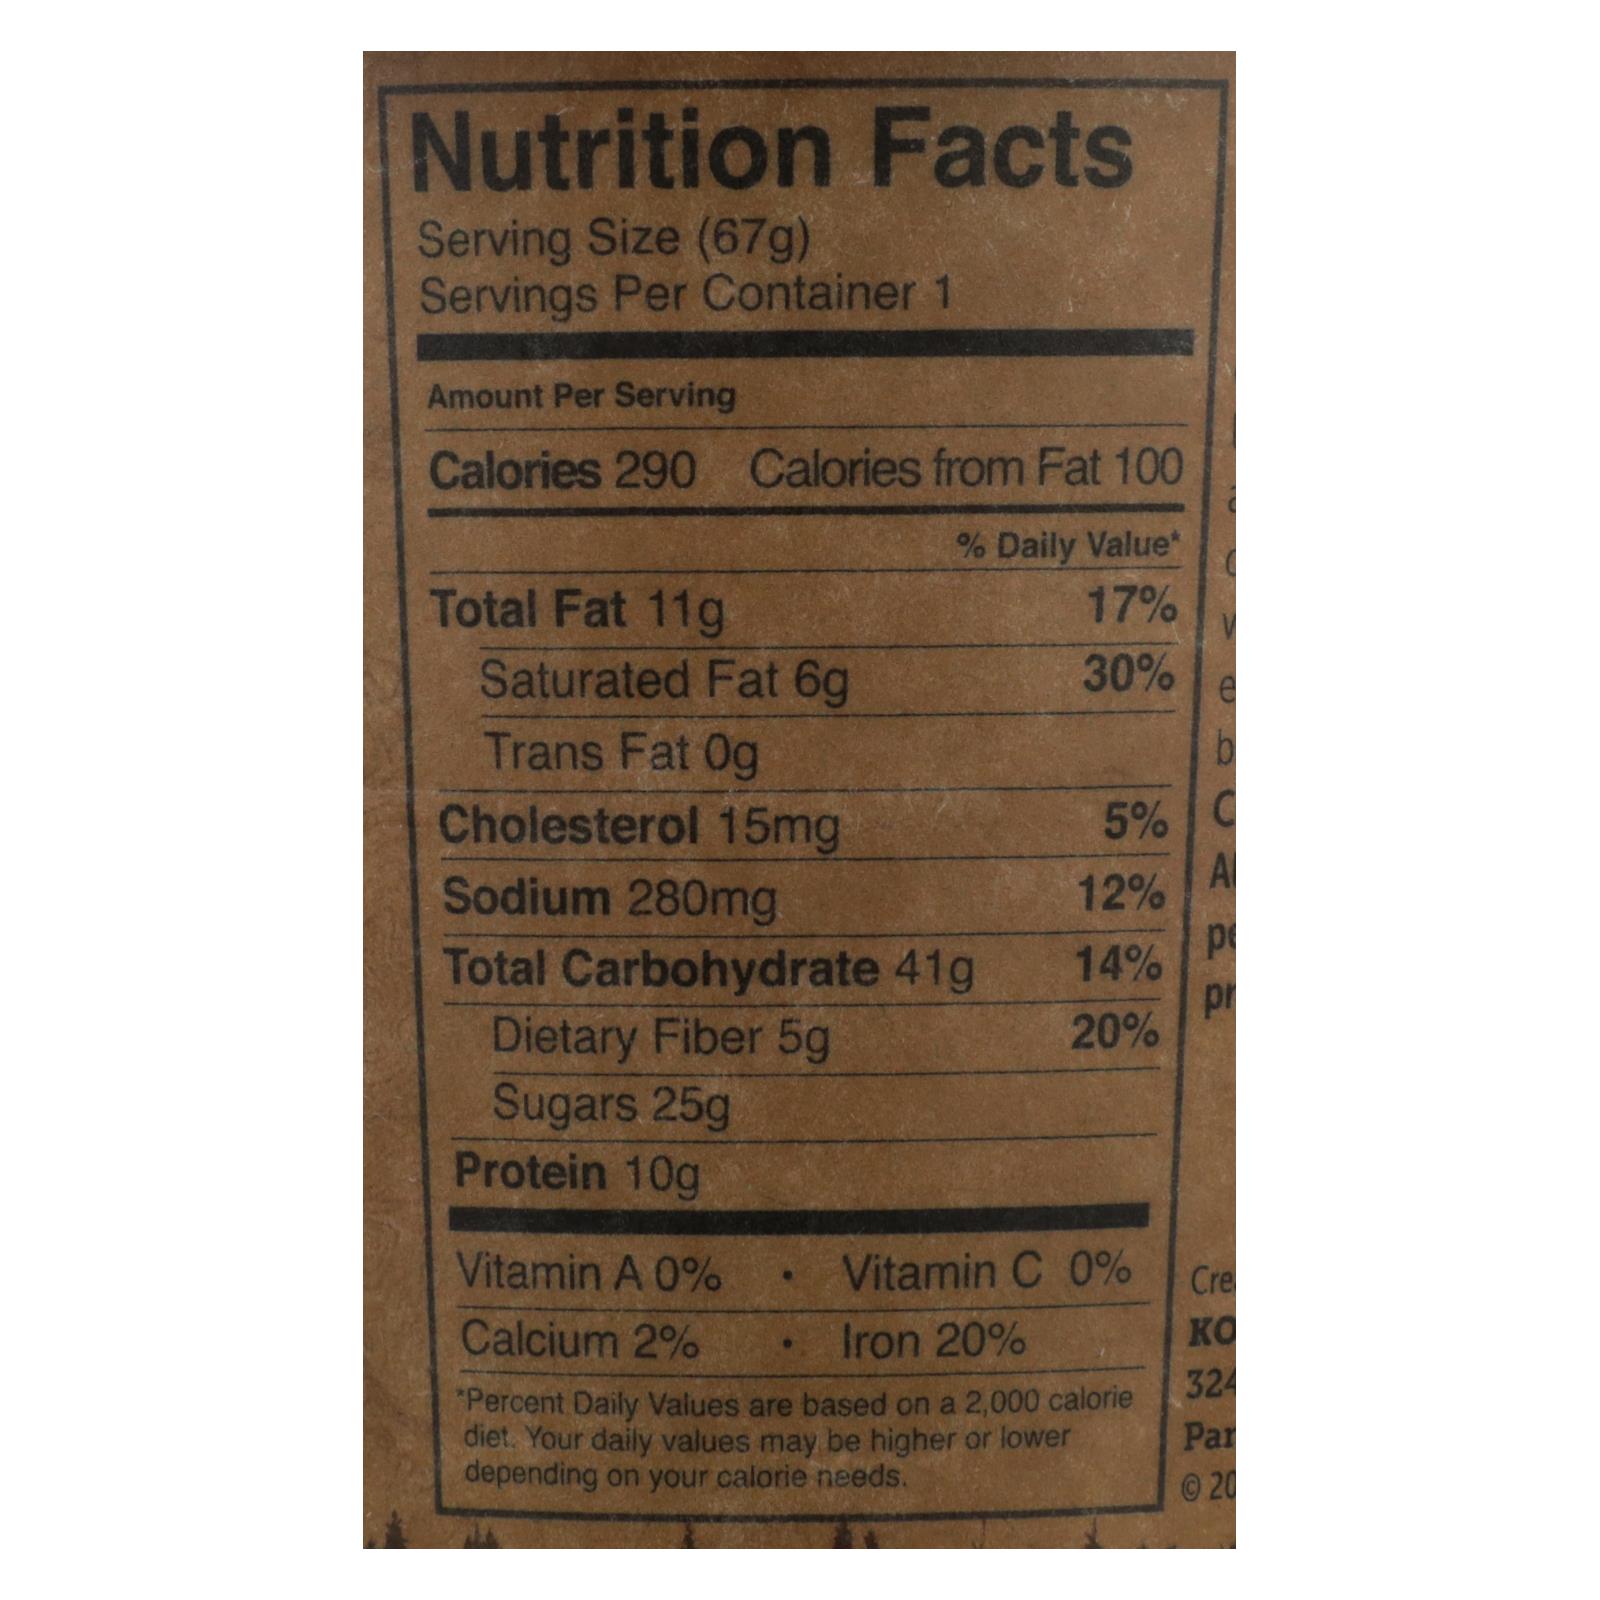 Nutrition Facts
Serving Size (67g)
Servings Per Container 1
Amount Per Serving
Calories 290 Calories from Fat 100
% Daily Value*
Total Fat 11g 17%
Saturated Fat 6g 30%
Trans Fat 0g
Cholesterol 15mg 5%
Sodium 280mg 12%
Total Carbohydrate 41g 14%
Dietary Fiber 5g 20%
Sugars 25g
Protein 10g
Vitamin A 0% • Vitamin C 0%
Calcium 2% • Iron 20%
*Percent Daily Values are based on a 2,000 calorie
diet. Your daily values may be higher or lower
depending on your calorie needs.